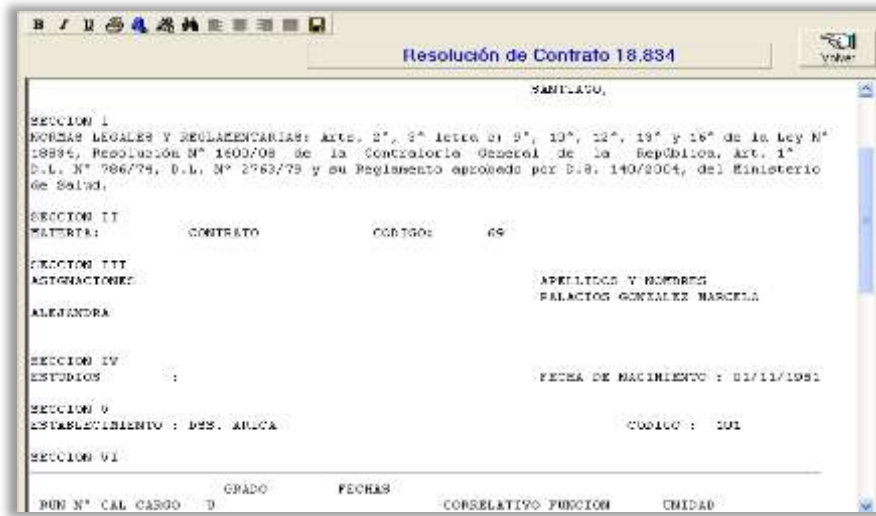 B I U
Resolución de Contrato 18.834
Volver
SANTIAGO,
SECCION I
NORMAS LEGALES Y REGLAMENTARIAS: Arts. 2°, 3° letra c) 9°, 10°, 12°, 13° y 16° de la Ley N°
18834, Resolución N° 1600/08 de la Contraloría General de la República, Art. 1°
D.L. N° 786/74, D.L. N° 2763/79 y su Reglamento aprobado por D.S. 140/2004, del Ministerio
de Salud.
SECCION II
MATERIA: CONTRATO CODIGO: 69
SECCION III
ASIGNACIONES APELLIDOS Y NOMBRES
PALACIOS GONZALEZ MARCELA
ALEJANDRA
SECCION IV
ESTUDIOS : FECHA DE NACIMIENTO : 01/11/1981
SECCION V
ESTABLECIMIENTO : DSS. ARICA CODIGO : 101
SECCION VI
GRADO FECHAS
RUN N° CAL CARGO D CORRELATIVO FUNCION UNIDAD